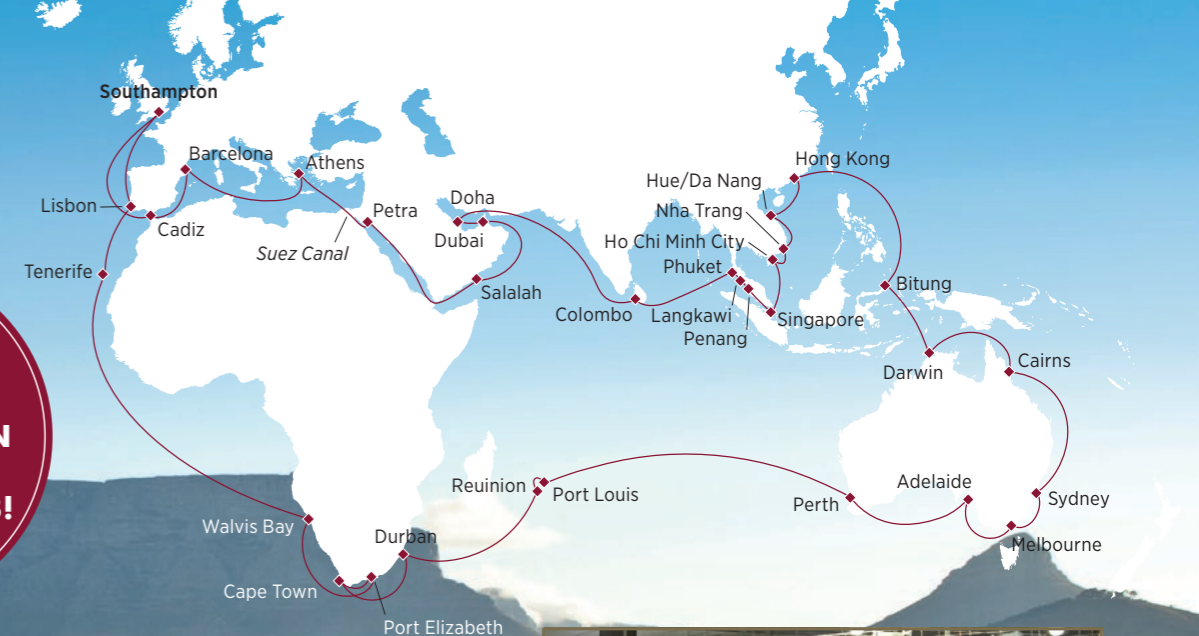 Southampton
Barcelona
Athens
Lisbon
Cadiz
Petra
Suez Canal
Doha
Dubai
Salalah
Tenerife
Hong Kong
Hue/Da Nang
Nha Trang
Ho Chi Minh City
Phuket
Colombo
Langkawi
Penang
Singapore
Bitung
Darwin
Cairns
Reunion
Port Louis
Perth
Adelaide
Sydney
Melbourne
Walvis Bay
Durban
Cape Town
Port Elizabeth